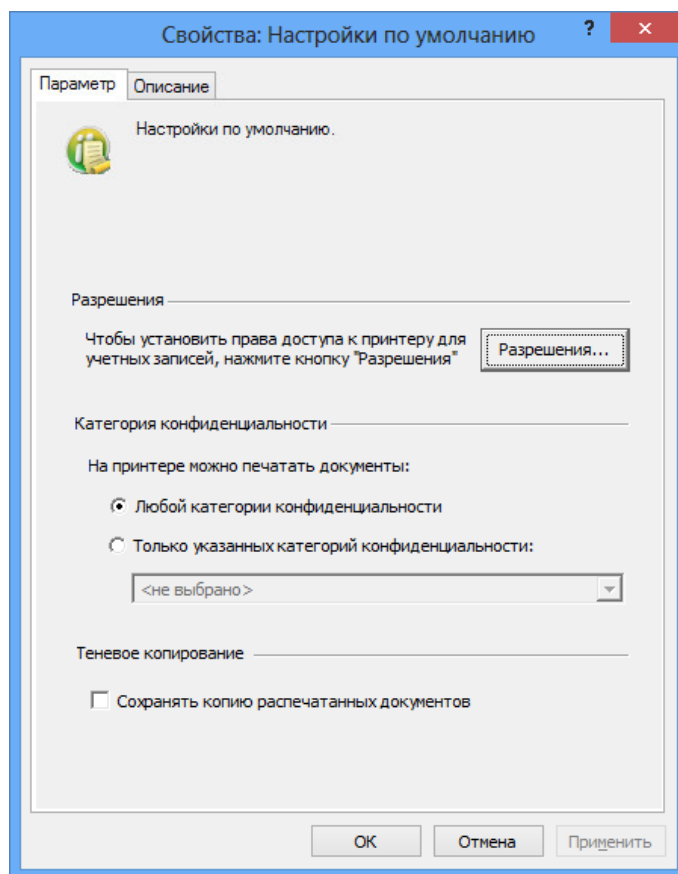 Свойства: Настройки по умолчанию
?
×
Параметр
Описание
Настройки по умолчанию.
Разрешения
Чтобы установить права доступа к принтеру для
учетных записей, нажмите кнопку "Разрешения"
Разрешения...
Категория конфиденциальности
На принтере можно печатать документы:
Любой категории конфиденциальности
Только указанных категорий конфиденциальности:
<не выбрано>
Теневое копирование
Сохранять копию распечатанных документов
ОК
Отмена
Применить